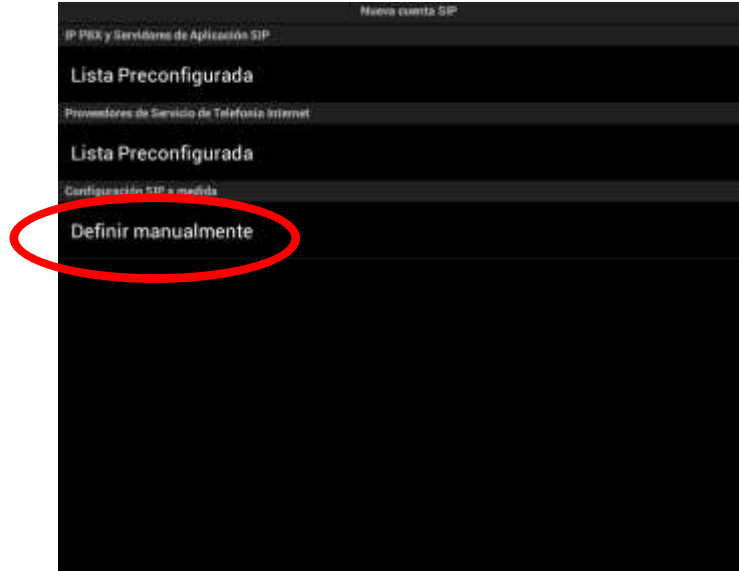 Nueva cuenta SIP
IP PBX y Servidores de Aplicación SIP
Lista Preconfigurada
Proveedores de Servicio de Telefonía Internet
Lista Preconfigurada
Configuración SIP a medida
Definir manualmente